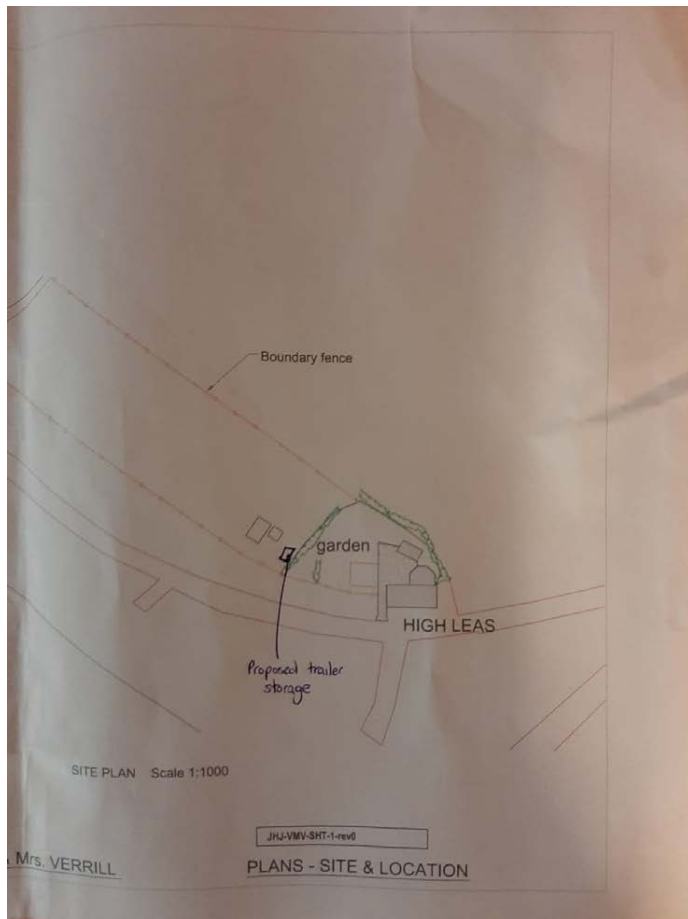 Boundary fence
garden
HIGH LEAS
Proposed trailer
storage
SITE PLAN Scale 1:1000
JHJ-VMV-SHT-1-rev0
Mrs. VERRILL
PLANS - SITE & LOCATION